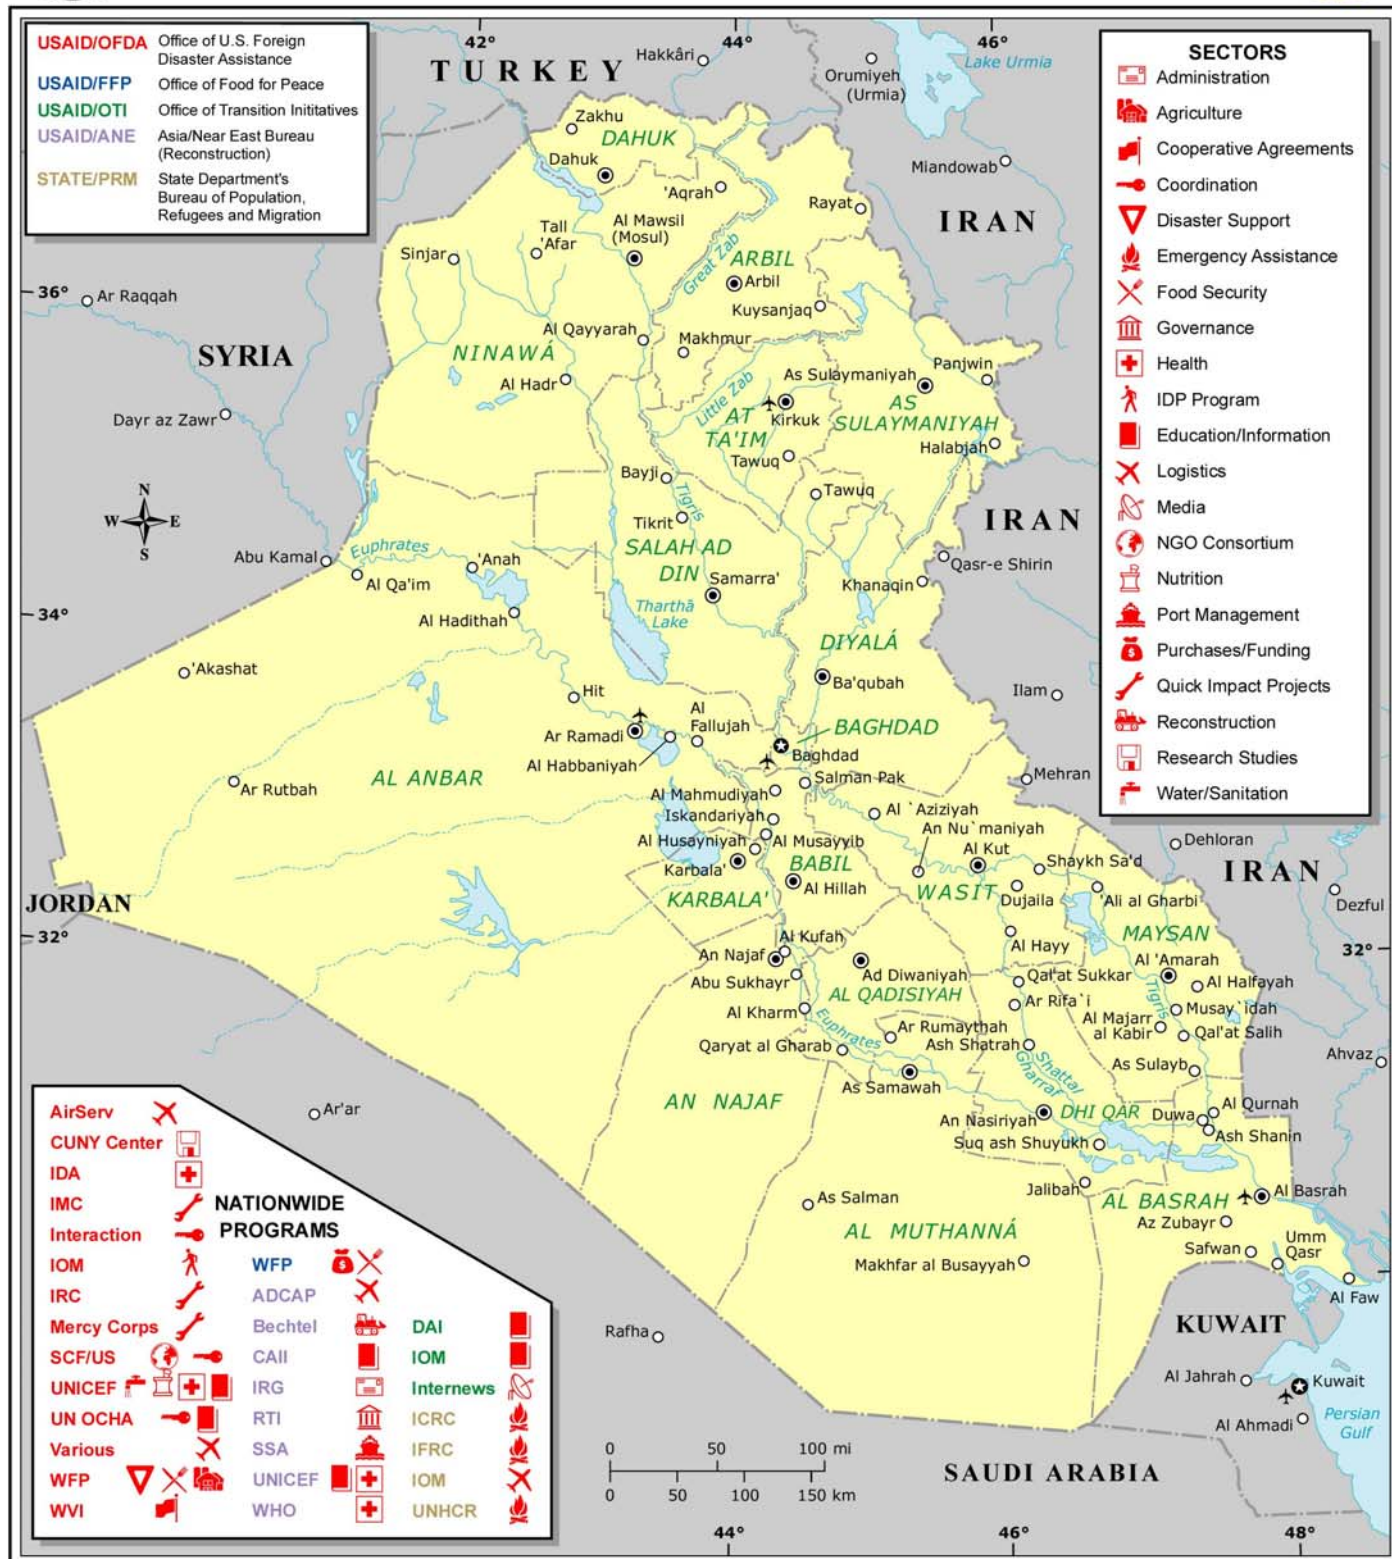 USAID/OFDA Office of U.S. Foreign
Disaster Assistance
USAID/FFP Office of Food for Peace
USAID/OTI Office of Transition Inititatives
USAID/ANE Asia/Near East Bureau
(Reconstruction)
STATE/PRM State Department's
Bureau of Population,
Refugees and Migration
42°
44°
46°
SECTORS
Administration
Agriculture
Cooperative Agreements
Coordination
Disaster Support
Emergency Assistance
Food Security
Governance
Health
IDP Program
Education/Information
Logistics
Media
NGO Consortium
Nutrition
Port Management
Purchases/Funding
Quick Impact Projects
Reconstruction
Research Studies
Water/Sanitation
TURKEY
Hakkâri
Orumiyeh
(Urmia)
Lake Urmia
Zakhu
DAHUK
Dahuk
'Aqrah
Miandowab
Rayat
IRAN
Tall
'Afar
Al Mawsil
(Mosul)
Sinjar
Great Zab
ARBIL
Arbil
36°
Ar Raqqah
Kuysanjaq
Al Qayyarah
Makhmur
SYRIA
NINAWÁ
Al Hadr
Little Zab
As Sulaymaniyah
Panjwin
Dayr az Zawr
AT
TA'IM
Kirkuk
AS
SULAYMANIYAH
Halabjah
Tawuq
Bayji
Tigris
Tawuq
N
W E
S
Tikrit
IRAN
Euphrates
SALAH AD
DIN
Abu Kamal
Al Qa'im
'Anah
Samarra'
Khanaqin
Qasr-e Shirin
34°
Al Hadithah
Tharthā
Lake
DIYALÁ
'Akashat
Ba'qubah
Ilam
Hit
Al
Fallujah
BAGHDAD
Ar Ramadi
Al Habbaniyah
Baghdad
AL ANBAR
Ar Rutbah
Salman Pak
Mehran
Al Mahmudiyah
Iskandariyah
Al `Aziziyah
An Nu`maniyah
Al Husayniyah
Al Musayyib
Al Kut
Shaykh Sa'd
Dehloran
Karbala'
BABIL
Al Hillah
WASIT
Dujaila
'Ali al Gharbi
IRAN
Dezful
JORDAN
KARBALA'
32°
Al Kufah
Al Hayy
MAYSAN
32°
An Najaf
Abu Sukhayr
Ad Diwaniyah
Al 'Amarah
AL QADISIYAH
Qal'at Sukkar
Al Halfayah
Al Kharm
Ar Rifa`i
Tigris
Musay`idah
Al Majarr
al Kabir
Qal'at Salih
Euphrates
Ar Rumaythah
Qaryat al Gharab
Ash Shatrah
Shattal
Gharraf
As Sulayb
Ahvaz
As Samawah
AN NAJAF
An Nasiriyah
DHI QAR
Duwa
Al Qurnah
Ash Shanin
Suq ash Shuyukh
Ar'ar
Jalibah
AL BASRAH
Al Basrah
As Salman
Az Zubayr
AL MUTHANNÁ
Makhfar al Busayyah
Safwan
Umm
Qasr
Al Faw
KUWAIT
Rafha
Al Jahrah
Kuwait
Al Ahmadi
Persian
Gulf
SAUDI ARABIA
0 50 100 mi
0 50 100 150 km
NATIONWIDE
PROGRAMS
AirServ
CUNY Center
IDA
IMC
Interaction
IOM
IRC
Mercy Corps
SCF/US
UNICEF
UN OCHA
Various
WFP
WVI
WFP
ADCAP
Bechtel
CAII
IRG
RTI
SSA
UNICEF
WHO
DAI
IOM
Internews
ICRC
IFRC
IOM
UNHCR
44°
46°
48°